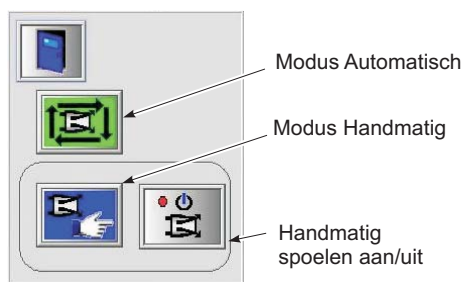 Modus Automatisch
Modus Handmatig
Handmatig
spoelen aan/uit